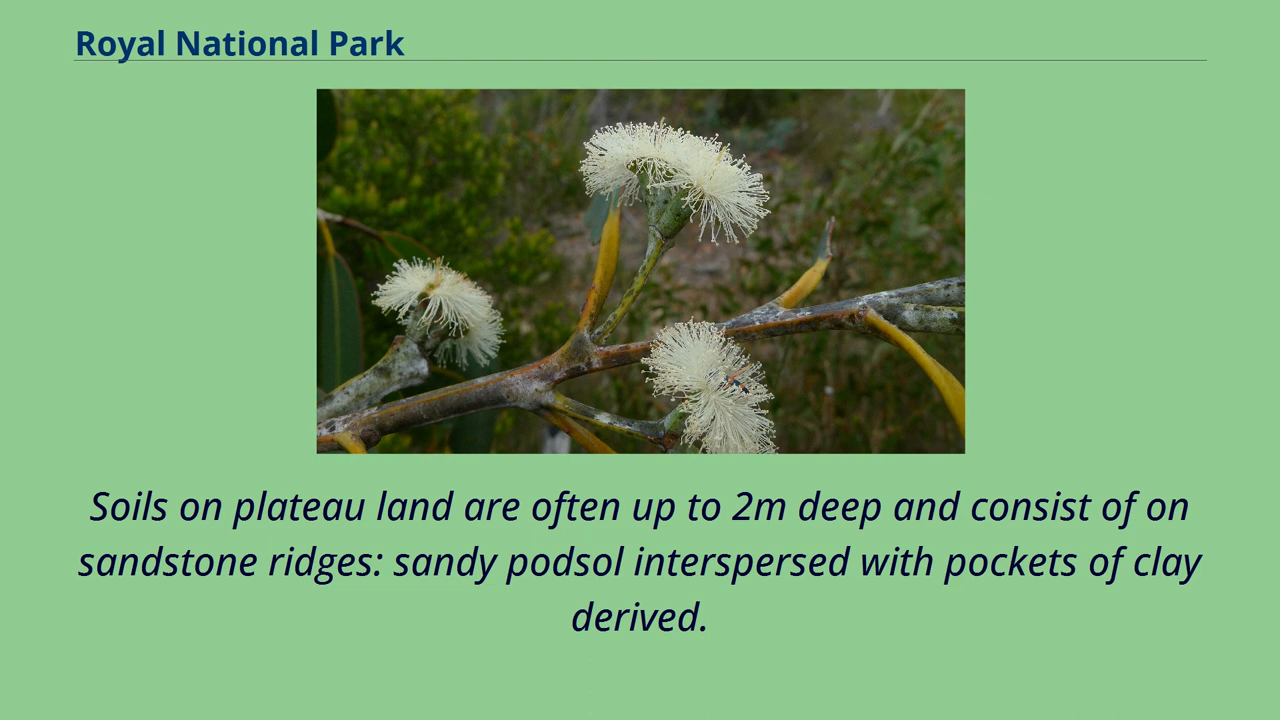 Royal National Park
Soils on plateau land are often up to 2m deep and consist of on
sandstone ridges: sandy podsol interspersed with pockets of clay
derived.